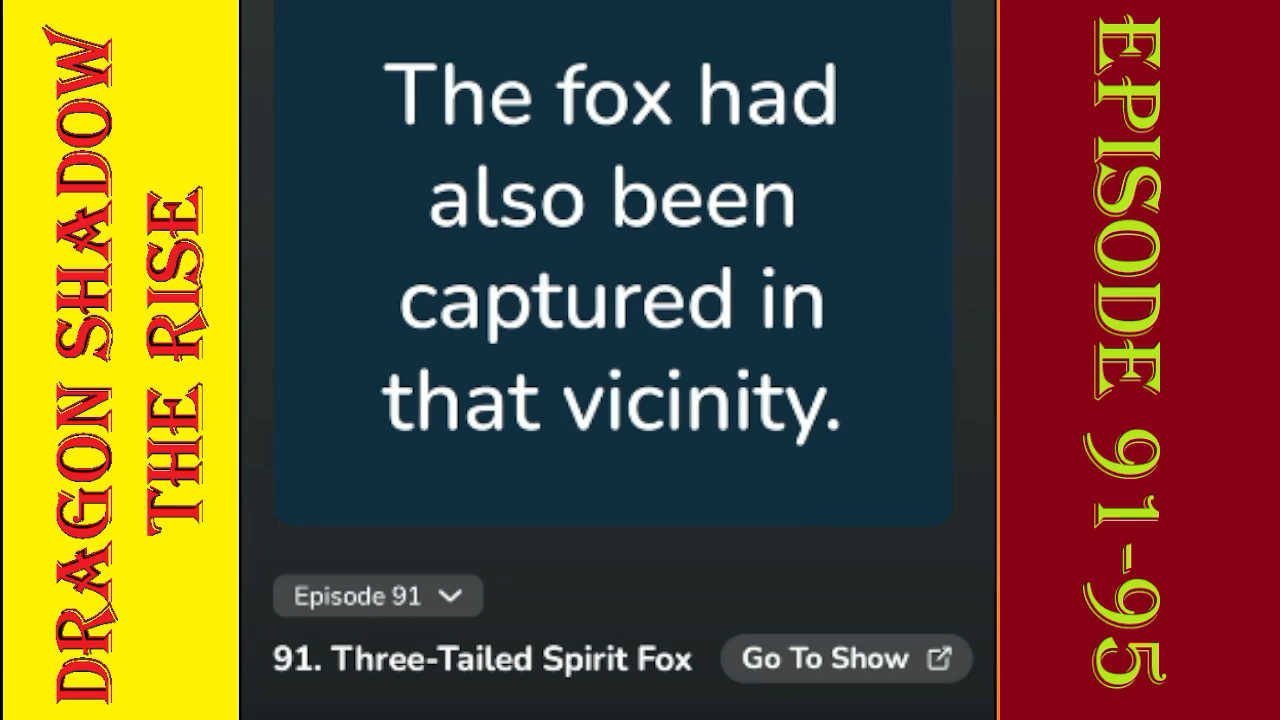 DRAGON SHADOW
THE RISE
The fox had
also been
captured in
that vicinity.
Episode 91
91. Three-Tailed Spirit Fox
Go To Show
EPISODE 91-95